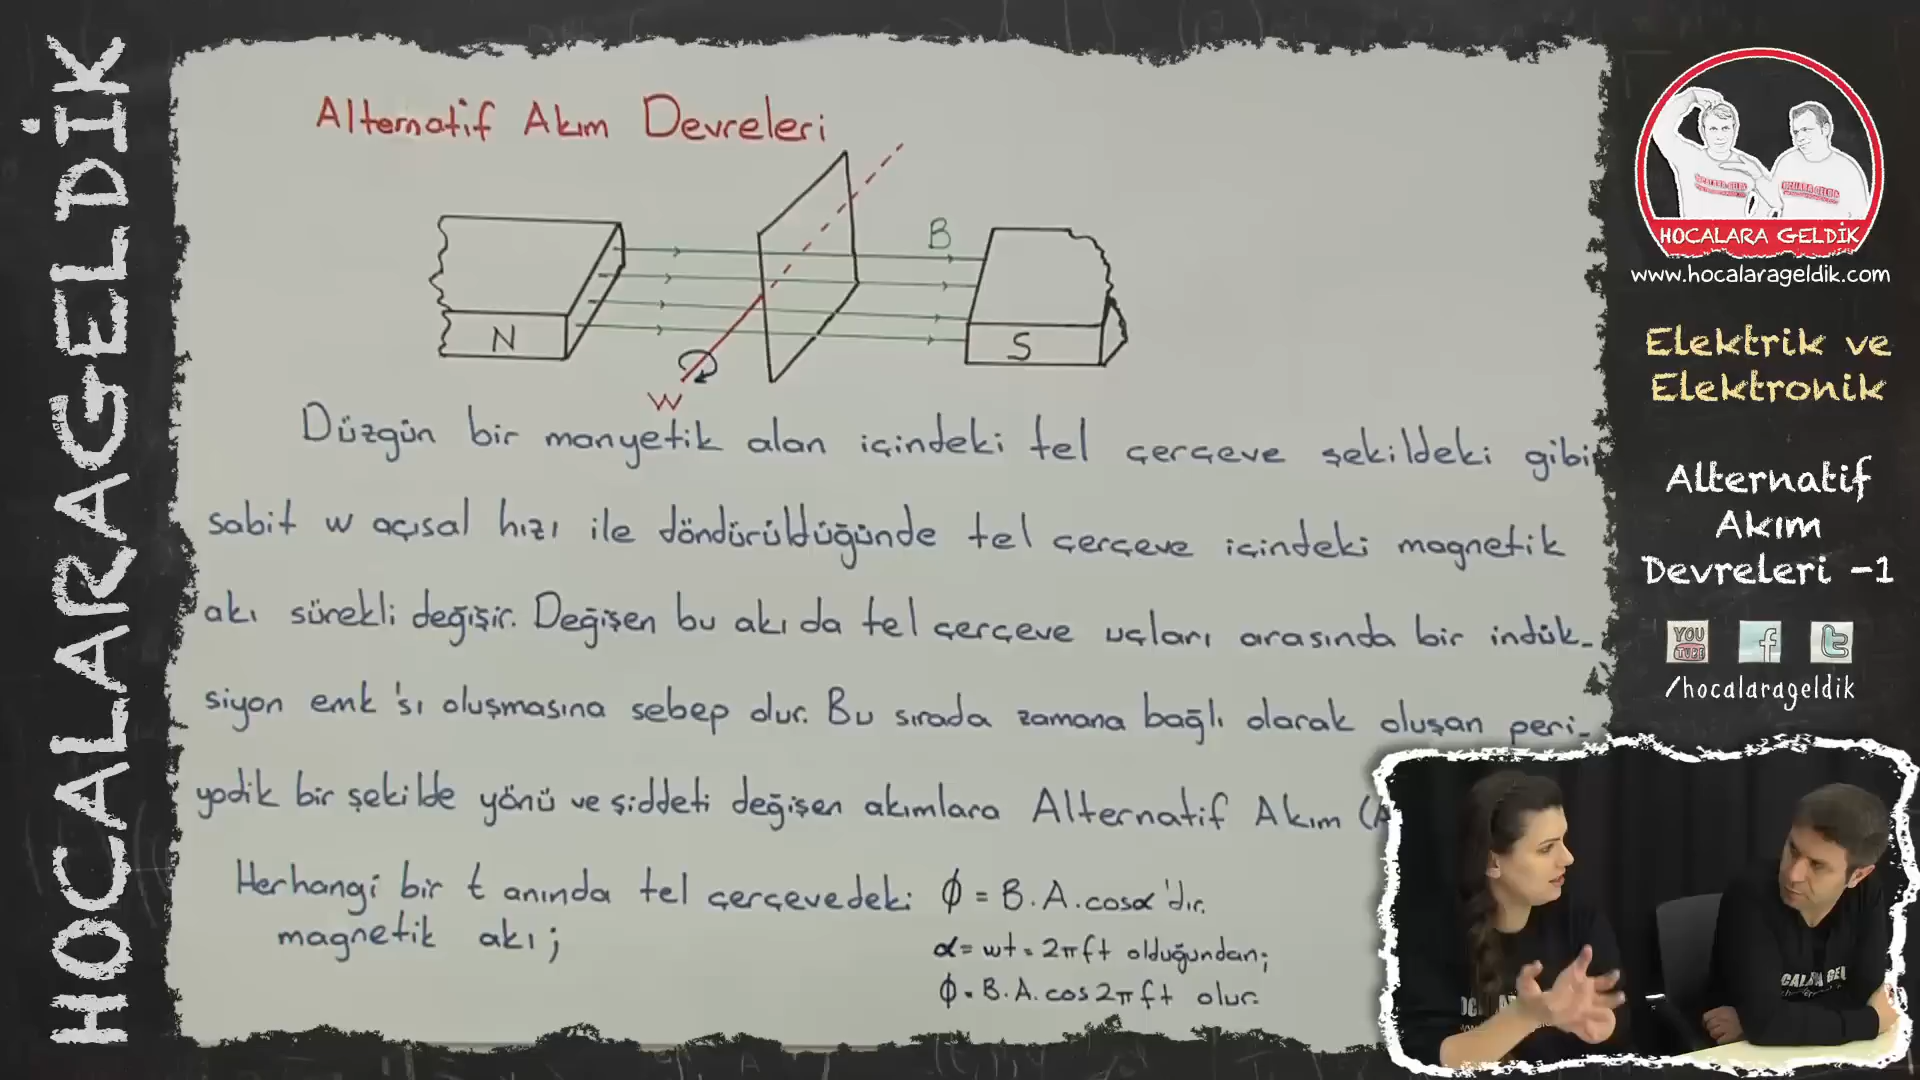 HOCALARAGELDİK
Alternatif Akım Devreleri
B
N
S
W
Düzgün bir manyetik alan içindeki tel çerçeve şekildeki gibi
sabit w açısal hızı ile döndürüldüğünde tel çerçeve içindeki magnetik
akı sürekli değişir. Değişen bu akı da tel çerçeve uçları arasında bir indük-
siyon emk'sı oluşmasına sebep olur. Bu sırada zamana bağlı olarak oluşan peri-
yodik bir şekilde yönü ve şiddeti değişen akımlara Alternatif Akım (A
Herhangi bir t anında tel çerçevedeki
magnetik akı;
ϕ = B.A.cosα'dır.
α = wt = 2πft olduğundan;
ϕ = B.A.cos2πft olur.
HOCALARA GELDİK
www.hocalarageldik.com
Elektrik ve
Elektronik
Alternatif
Akım
Devreleri -1
YOU
TUBE
f
t
/hocalarageldik